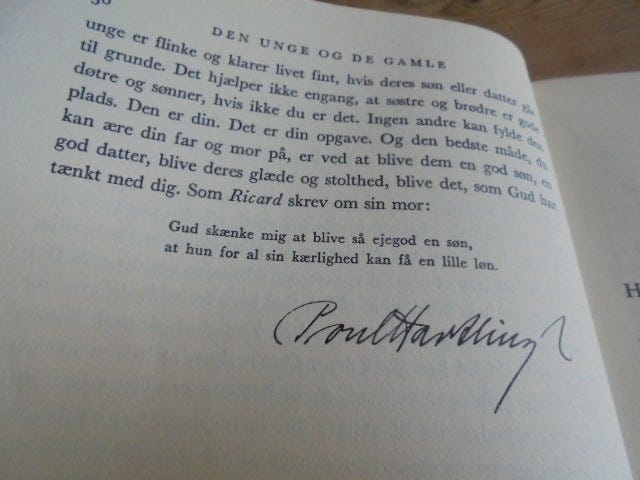 DEN UNGE OG DE GAMLE
unge er flinke og klarer livet fint, hvis deres søn eller datter går
til grunde. Det hjælper ikke engang, at søstre og brødre er gode
døtre og sønner, hvis ikke du er det. Ingen andre kan fylde den
plads. Den er din. Det er din opgave. Og den bedste måde, du
kan ære din far og mor på, er ved at blive dem en god søn, en
god datter, blive deres glæde og stolthed, blive det, som Gud har
tænkt med dig. Som Ricard skrev om sin mor:
Gud skænke mig at blive så ejegod en søn,
at hun for al sin kærlighed kan få en lille løn.
Poul Hartling
H